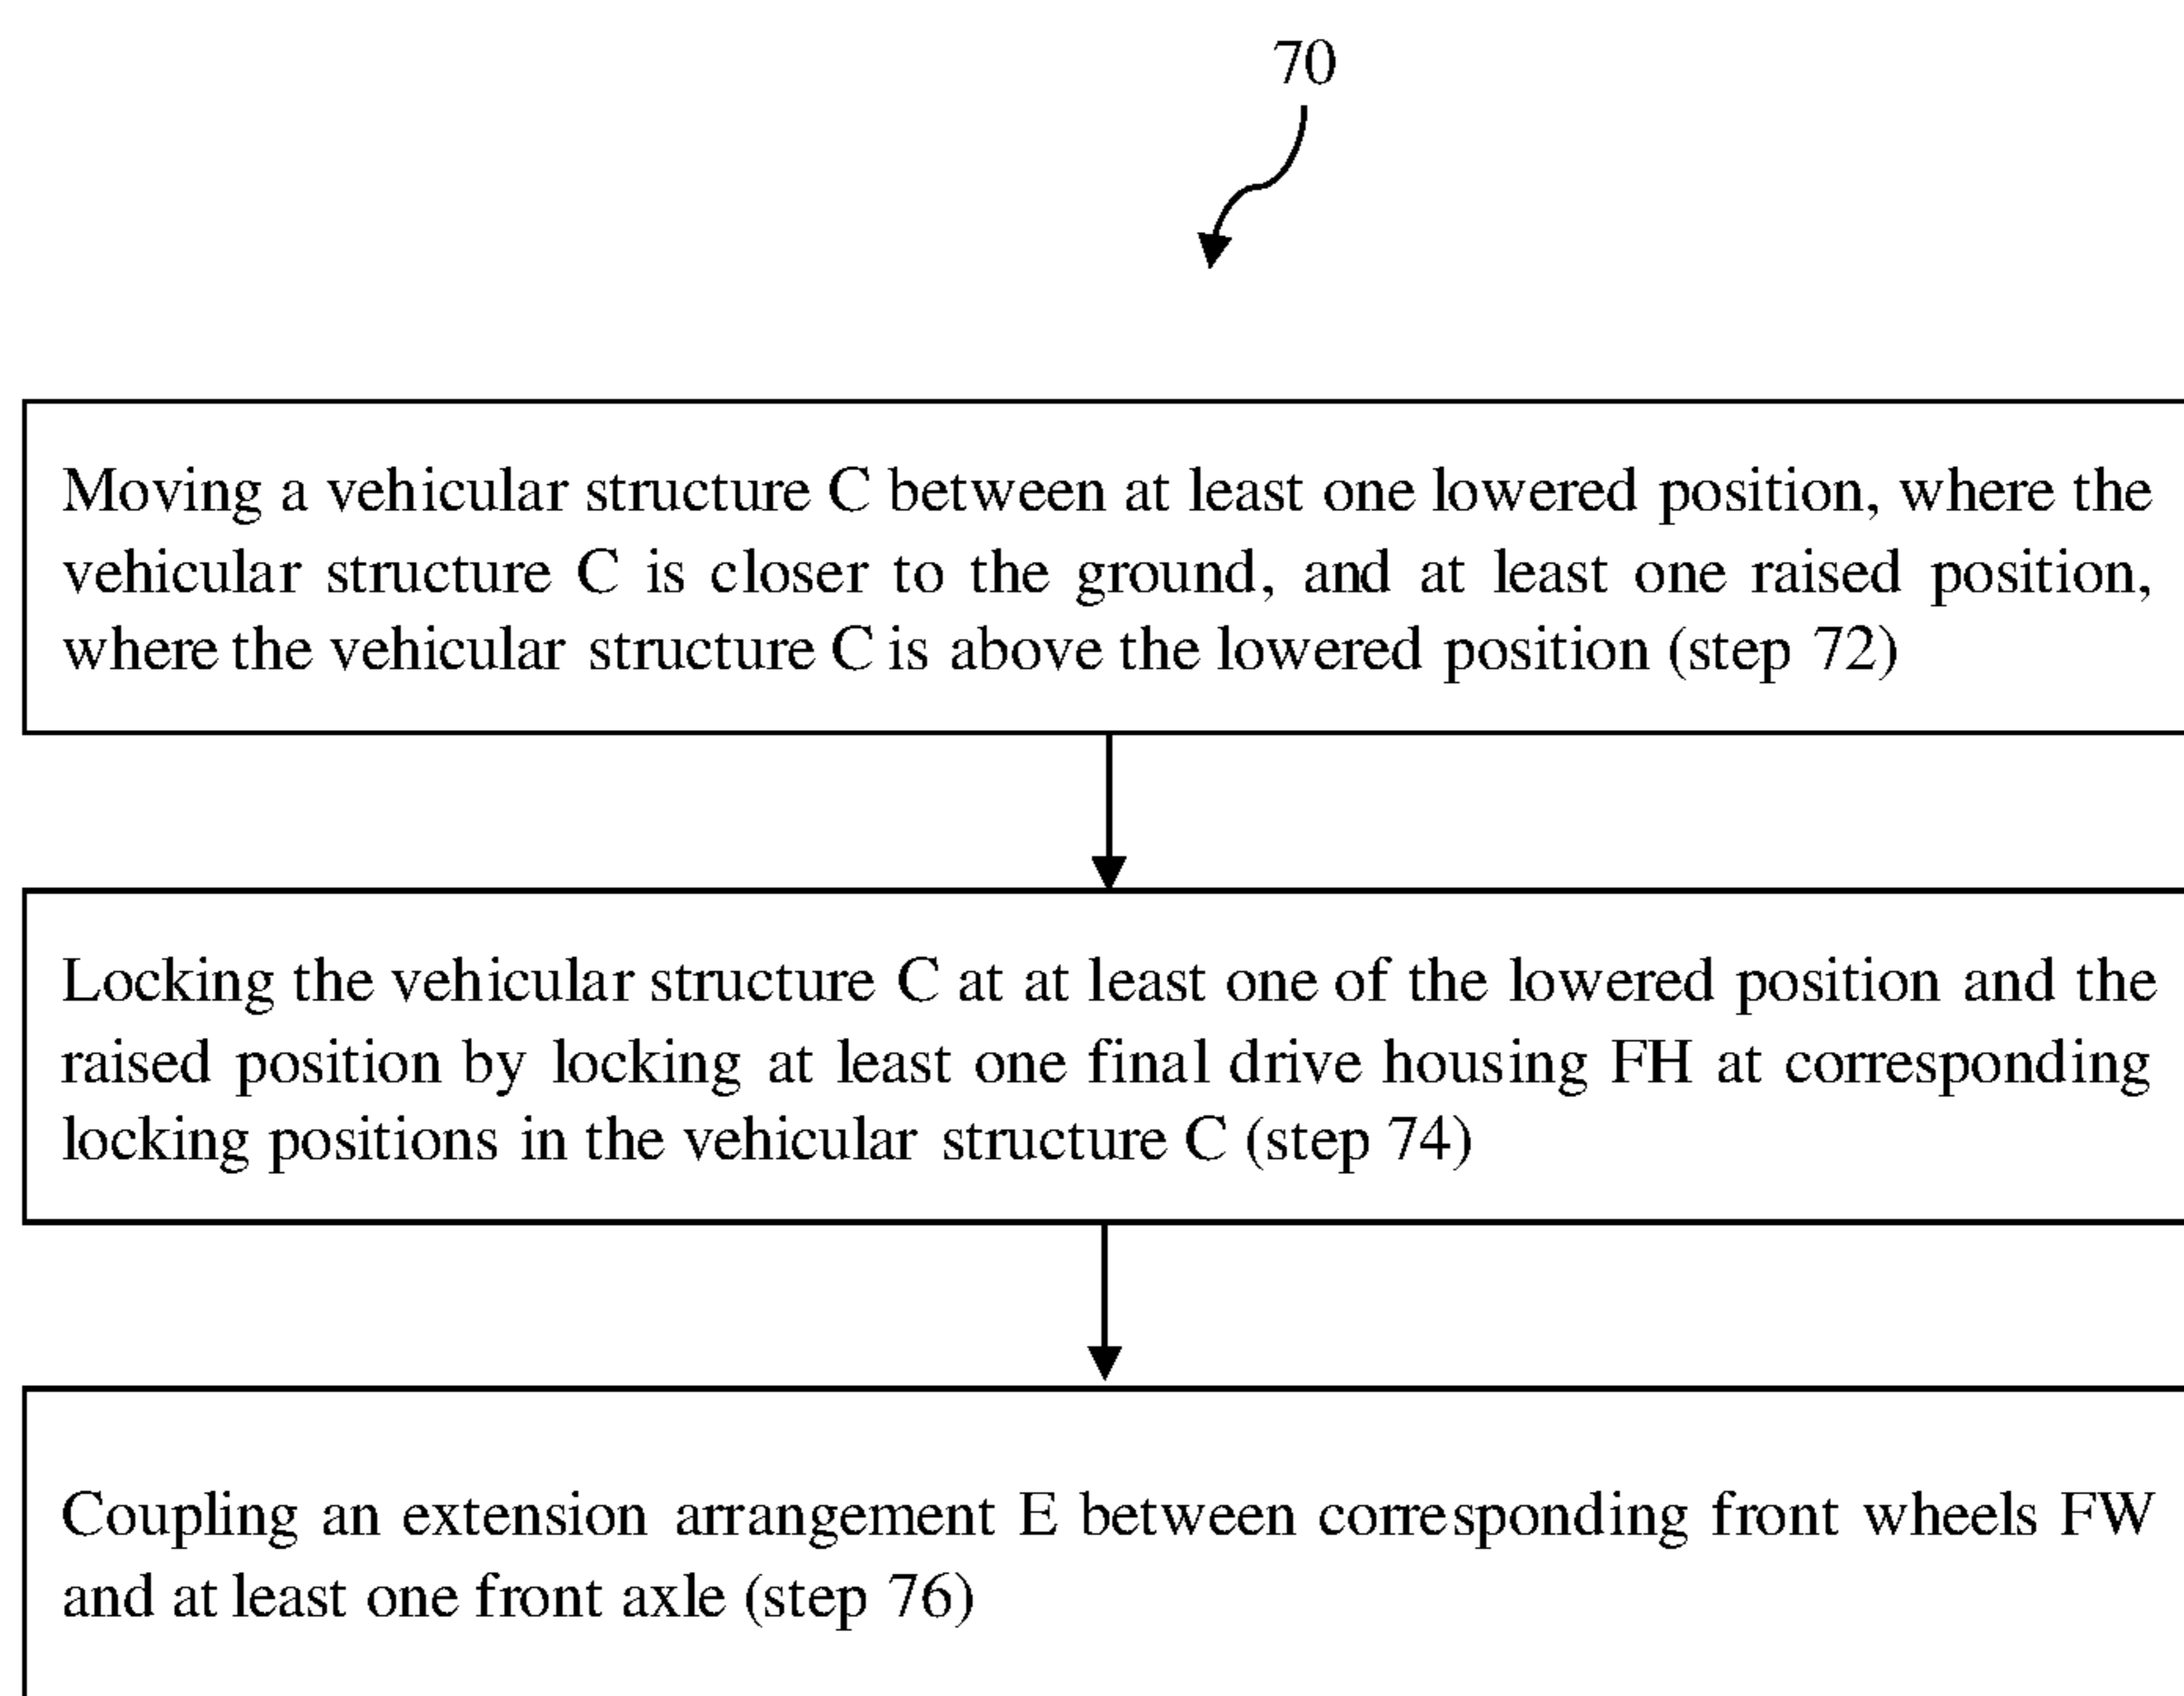 70
Moving a vehicular structure C between at least one lowered position, where the
vehicular structure C is closer to the ground, and at least one raised position,
where the vehicular structure C is above the lowered position (step 72)
Locking the vehicular structure C at at least one of the lowered position and the
raised position by locking at least one final drive housing FH at corresponding
locking positions in the vehicular structure C (step 74)
Coupling an extension arrangement E between corresponding front wheels FW
and at least one front axle (step 76)